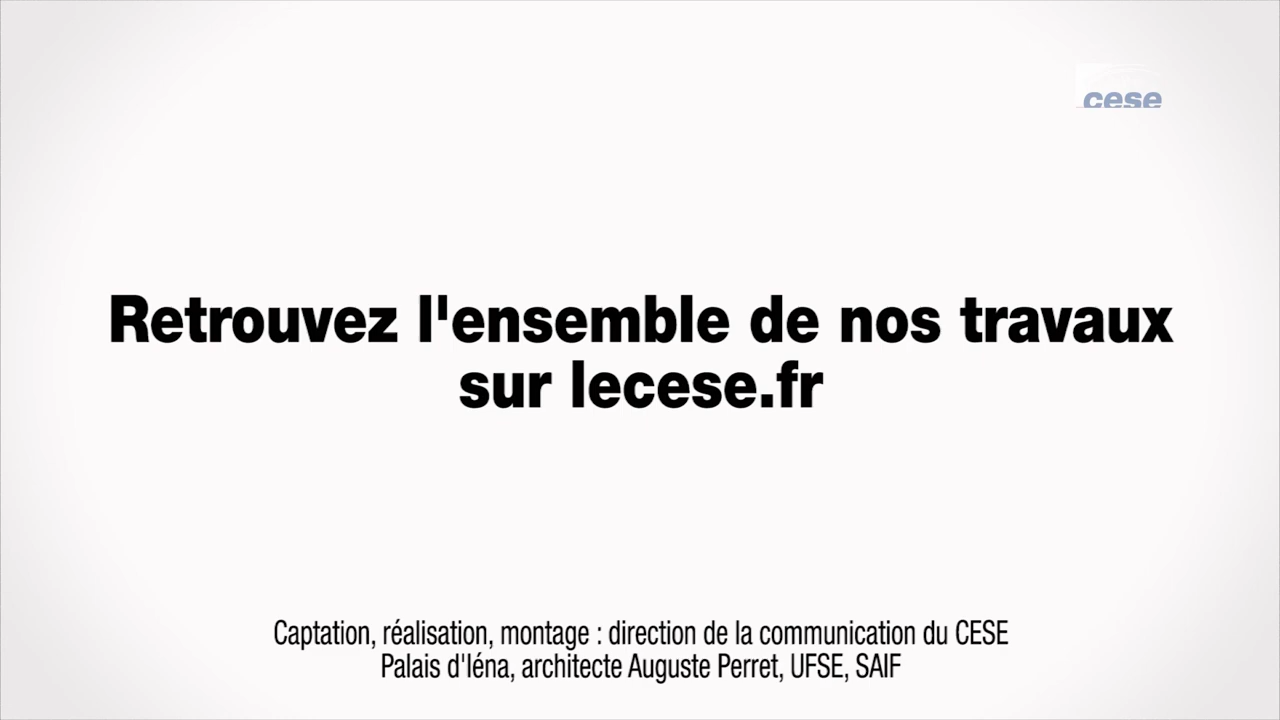 cese
Retrouvez l'ensemble de nos travaux
sur lecese.fr
Captation, réalisation, montage : direction de la communication du CESE
Palais d'Iéna, architecte Auguste Perret, UFSE, SAIF